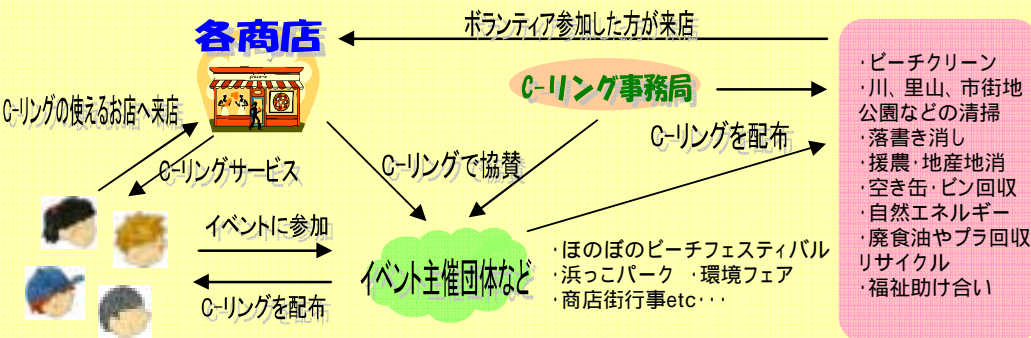 ボランティア参加した方が来店
各商店
C-リング事務局
C-リングの使えるお店へ来店
C-リングを配布
C-リングサービス
C-リングで協賛
イベントに参加
イベント主催団体など
C-リングを配布
・ほのぼのビーチフェスティバル
・浜っこパーク ・環境フェア
・商店街行事etc・・・
・ビーチクリーン
・川、里山、市街地
公園などの清掃
・落書き消し
・援農・地産地消
・空き缶・ビン回収
・自然エネルギー
・廃食油やプラ回収
リサイクル
・福祉助け合い